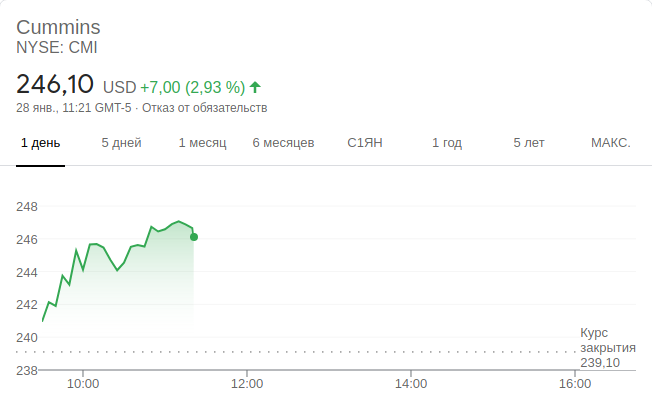 Cummins
NYSE: CMI
246,10 USD +7,00 (2,93 %)
28 янв., 11:21 GMT-5 · Отказ от обязательств
1 день 5 дней 1 месяц 6 месяцев С1ЯН 1 год 5 лет МАКС.
248
246
244
242
240
Курс
закрытия
239,10
238
10:00 12:00 14:00 16:00